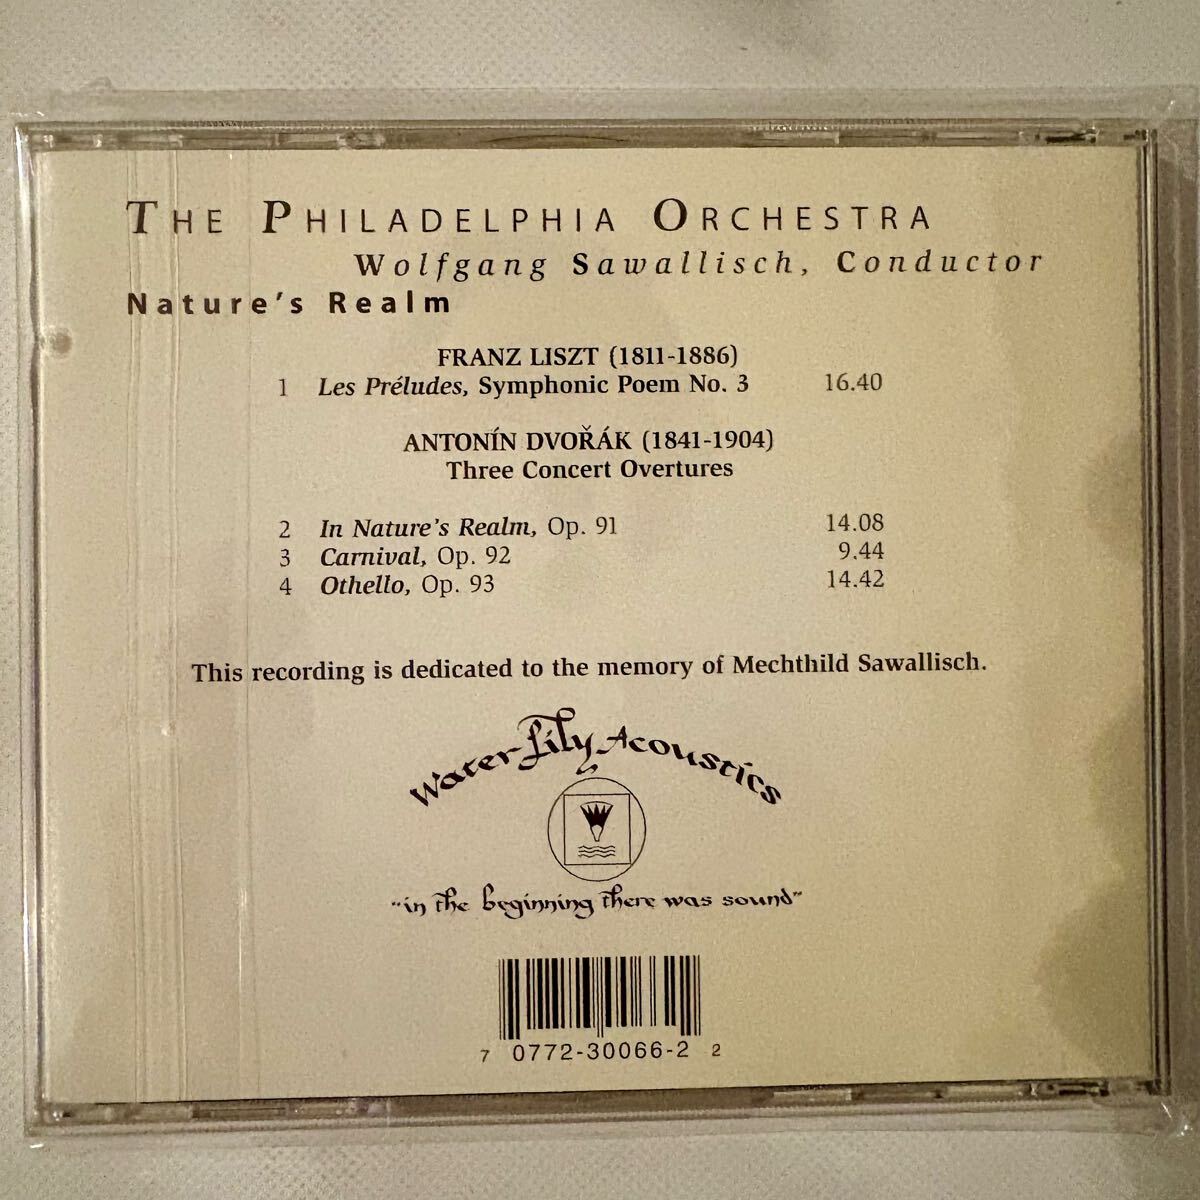 THE PHILADELPHIA ORCHESTRA
Wolfgang Sawallisch, Conductor
Nature's Realm
FRANZ LISZT (1811-1886)
1 Les Préludes, Symphonic Poem No. 3 16.40
ANTONÍN DVOŘÁK (1841-1904)
Three Concert Overtures
2 In Nature's Realm, Op. 91 14.08
3 Carnival, Op. 92 9.44
4 Othello, Op. 93 14.42
This recording is dedicated to the memory of Mechthild Sawallisch.
Water Lily Acoustics
"in the beginning there was sound"
7 0772-30066-2 2